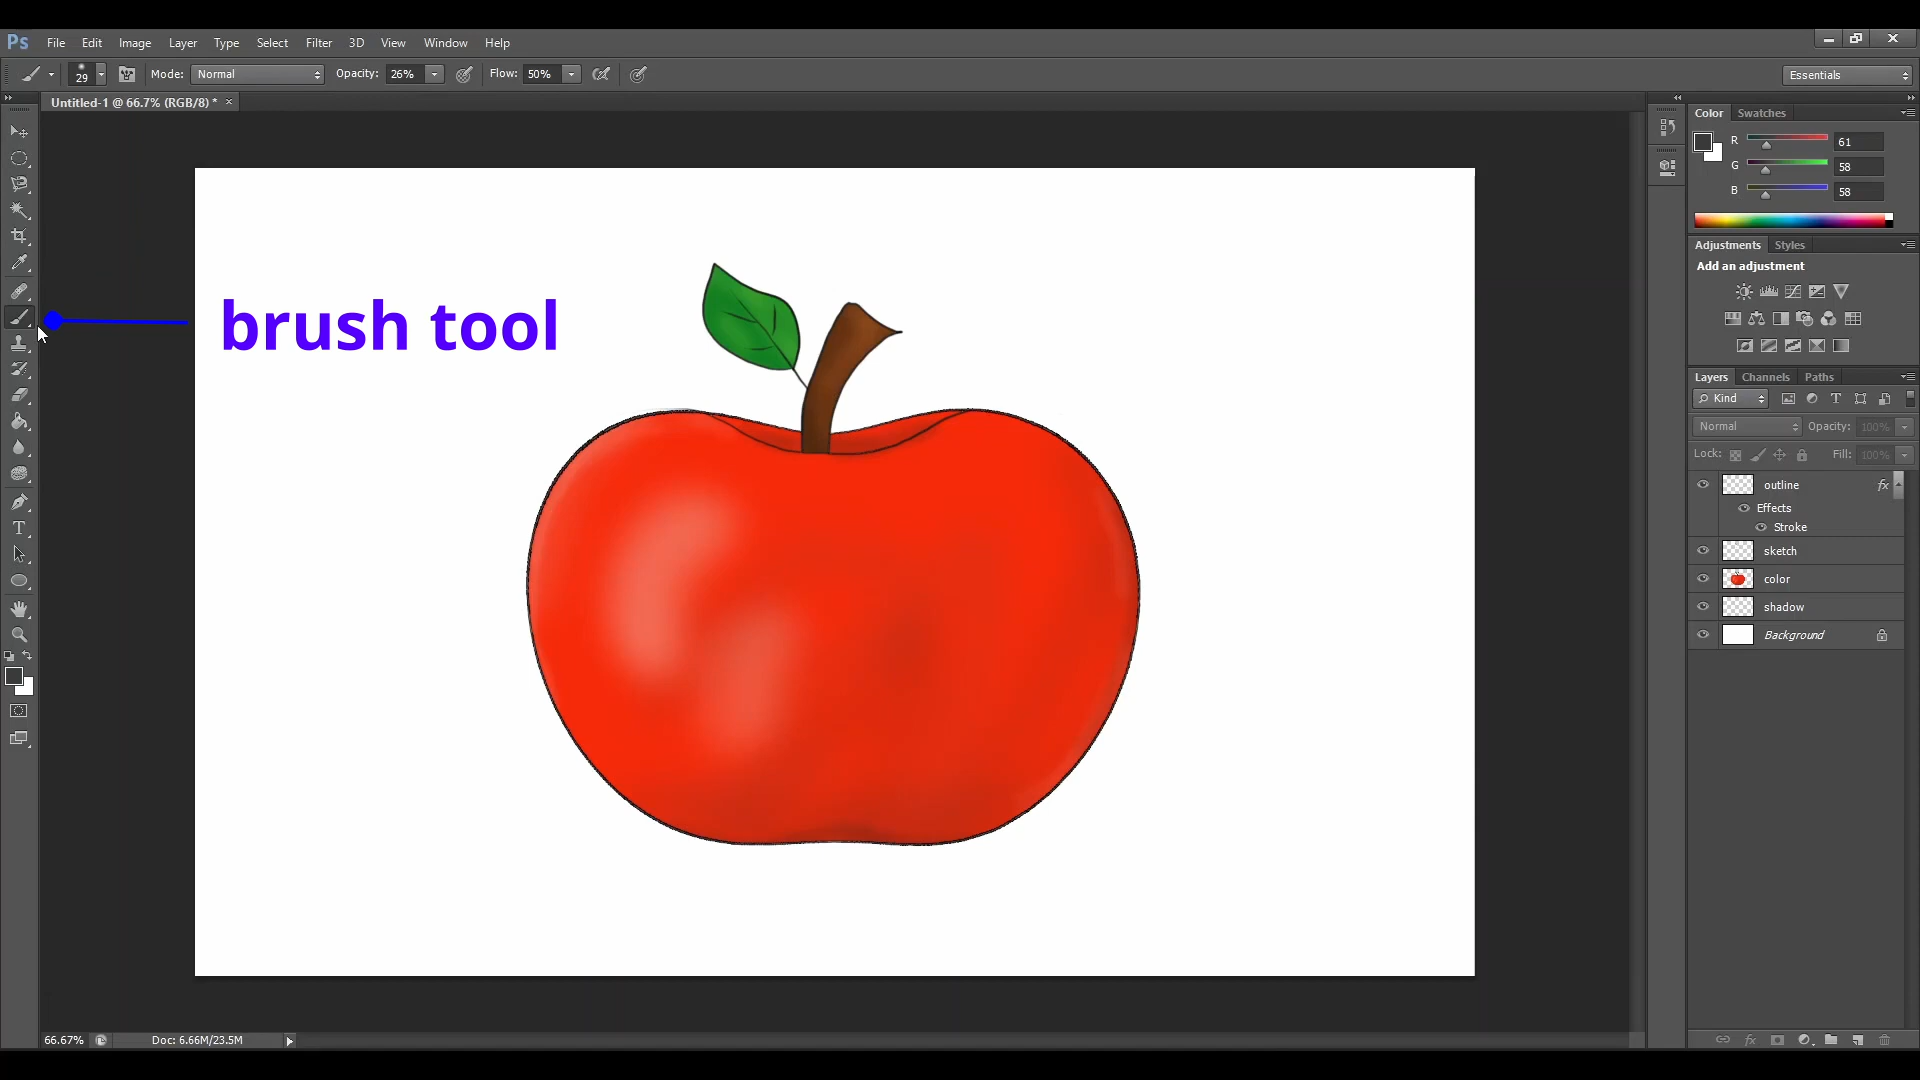 Ps File Edit Image Layer Type Select Filter 3D View Window Help
29 Mode: Normal Opacity: 26% Flow: 50% Essentials
Untitled-1 @ 66.7% (RGB/8) * ×
Color Swatches
R 61
G 58
B 58
Adjustments Styles
Add an adjustment
brush tool
Layers Channels Paths
Kind
Normal Opacity: 100%
Lock: Fill: 100%
outline fx
Effects
Stroke
sketch
color
shadow
Background
66.67% Doc: 6.66M/23.5M